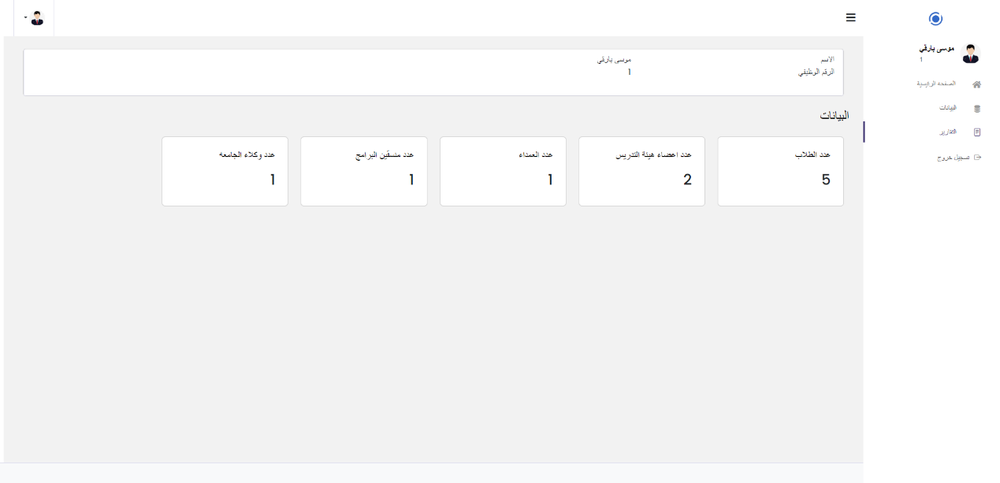 موسى بارقي
1
الصفحه الرئيسية
البيانات
التقارير
تسجيل خروج
الاسم موسى بارقي
الرقم الوظيفي 1
البيانات
عدد الطلاب
5
عدد اعضاء هيئة التدريس
2
عدد العمداء
1
عدد منسقين البرامج
1
عدد وكلاء الجامعه
1